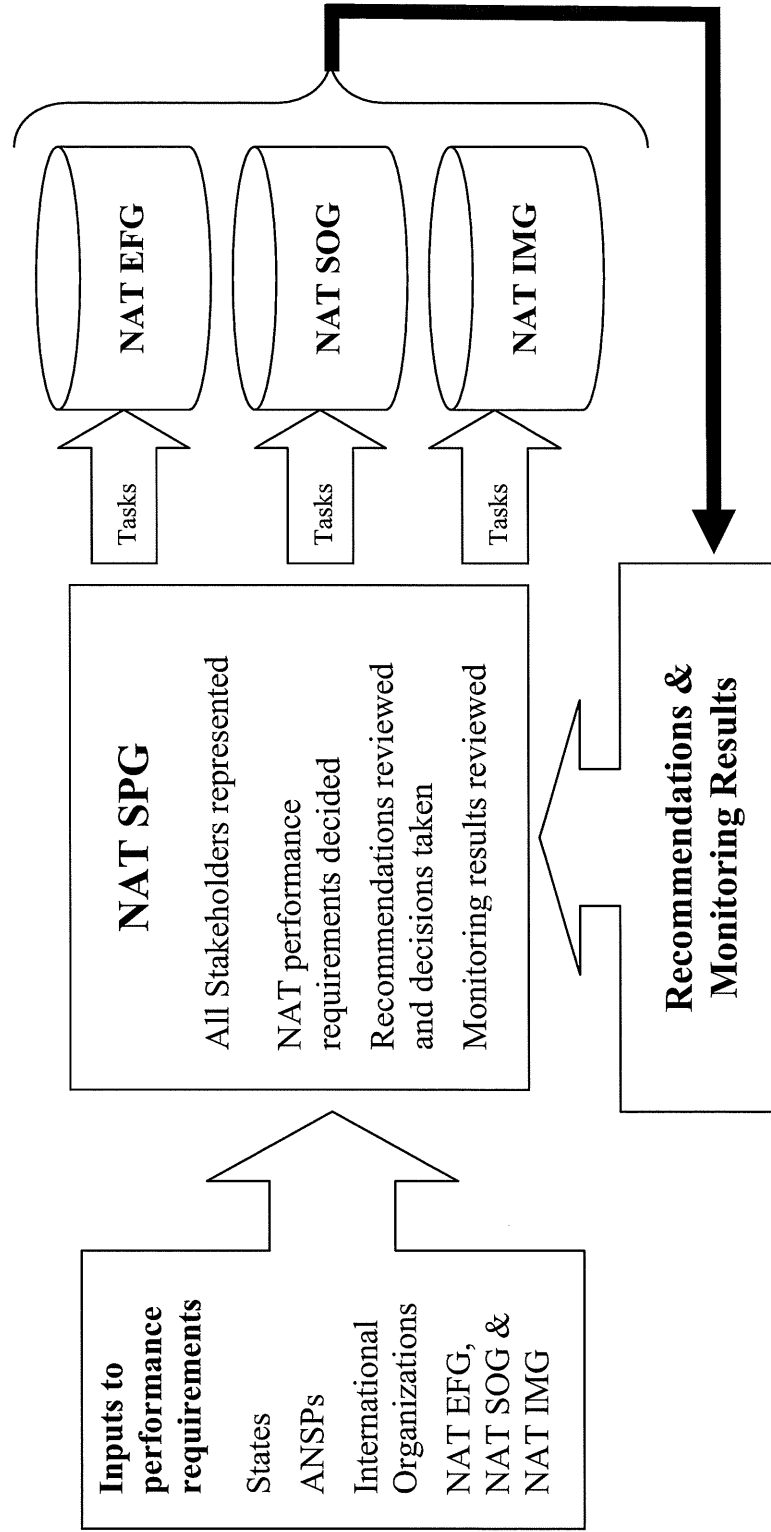 Inputs to
performance
requirements
States
ANSPs
International
Organizations
NAT EFG,
NAT SOG &
NAT IMG
NAT SPG
All Stakeholders represented
NAT performance
requirements decided
Recommendations reviewed
and decisions taken
Monitoring results reviewed
Tasks
Tasks
Tasks
NAT EFG
NAT SOG
NAT IMG
Recommendations &
Monitoring Results